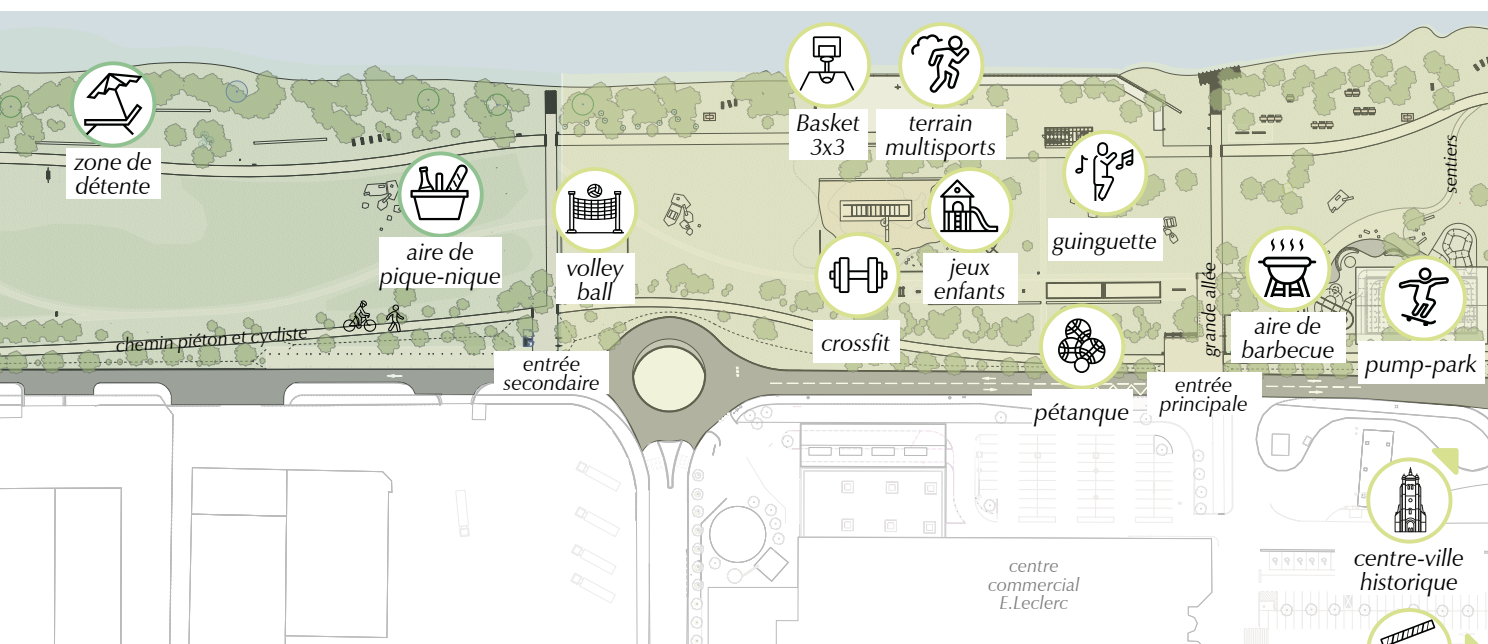 Basket
3x3
terrain
multisports
zone de
détente
aire de
pique-nique
volley
ball
guinguette
jeux
enfants
sentiers
grande allée
crossfit
aire de
barbecue
pump-park
chemin piéton et cycliste
entrée
secondaire
pétanque
entrée
principale
centre-ville
historique
centre
commercial
E.Leclerc